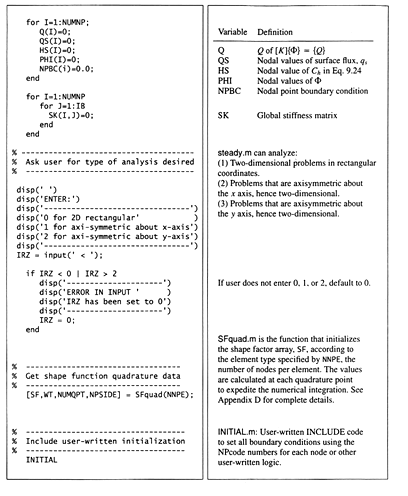 for I=1:NUMNP;
Q(I)=0;
QS(I)=0;
HS(I)=0;
PHI(I)=0;
NPBC(i)=0.0;
end
for I=1:NUMNP
for J=1:IB
SK(I,J)=0;
end
end
% ----------------------------------
% Ask user for type of analysis desired
% ----------------------------------
disp(' ')
disp('ENTER:')
disp('----------------------------')
disp('0 for 2D rectangular' )
disp('1 for axi-symmetric about x-axis')
disp('2 for axi-symmetric about y-axis')
disp('----------------------------')
IRZ = input(' < ');
if IRZ < 0 | IRZ > 2
disp('--------------------')
disp('ERROR IN INPUT ' )
disp('IRZ has been set to 0')
disp('--------------------')
IRZ = 0;
end
% ------------------------------
% Get shape function quadrature data
% ------------------------------
[SF,WT,NUMQPT,NPSIDE] = SFquad(NNPE);
% ------------------------------
% Include user-written initialization
% ------------------------------
INITIAL
Variable Definition
Q Q of [K]{Φ} = {Q}
QS Nodal values of surface flux, qs
HS Nodal value of Ch in Eq. 9.24
PHI Nodal values of Φ
NPBC Nodal point boundary condition
SK Global stiffness matrix
steady.m can analyze:
(1) Two-dimensional problems in rectangular
coordinates.
(2) Problems that are axisymmetric about
the x axis, hence two-dimensional.
(3) Problems that are axisymmetric about
the y axis, hence two-dimensional.
If user does not enter 0, 1, or 2, default to 0.
SFquad.m is the function that initializes
the shape factor array, SF, according to
the element type specified by NNPE, the
number of nodes per element. The values
are calculated at each quadrature point
to expedite the numerical integration. See
Appendix D for complete details.
INITIAL.m: User-written INCLUDE code
to set all boundary conditions using the
NPcode numbers for each node or other
user-written logic.